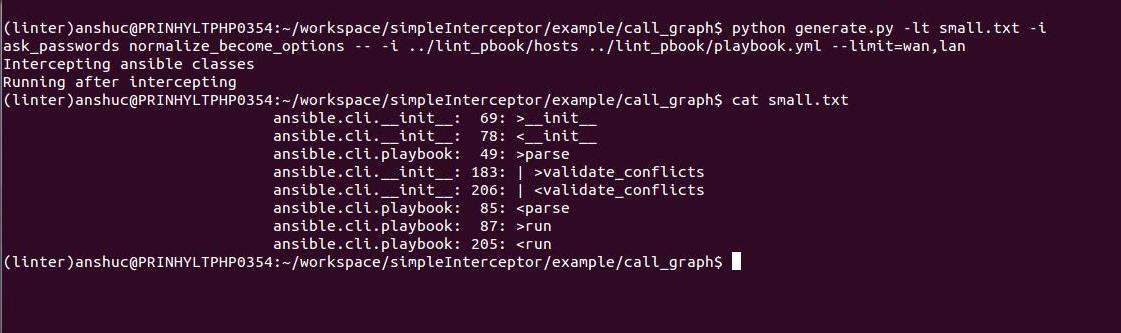 (linter)anshuc@PRINHYLTPHP0354:~/workspace/simpleInterceptor/example/call_graph$ python generate.py -lt small.txt -i
ask_passwords normalize_become_options -- -i ../lint_pbook/hosts ../lint_pbook/playbook.yml --limit=wan,lan
Intercepting ansible classes
Running after intercepting
(linter)anshuc@PRINHYLTPHP0354:~/workspace/simpleInterceptor/example/call_graph$ cat small.txt
ansible.cli.__init__:  69: >__init__
ansible.cli.__init__:  78: <__init__
ansible.cli.playbook:  49: >parse
ansible.cli.__init__: 183: | >validate_conflicts
ansible.cli.__init__: 206: | <validate_conflicts
ansible.cli.playbook:  85: <parse
ansible.cli.playbook:  87: >run
ansible.cli.playbook: 205: <run
(linter)anshuc@PRINHYLTPHP0354:~/workspace/simpleInterceptor/example/call_graph$